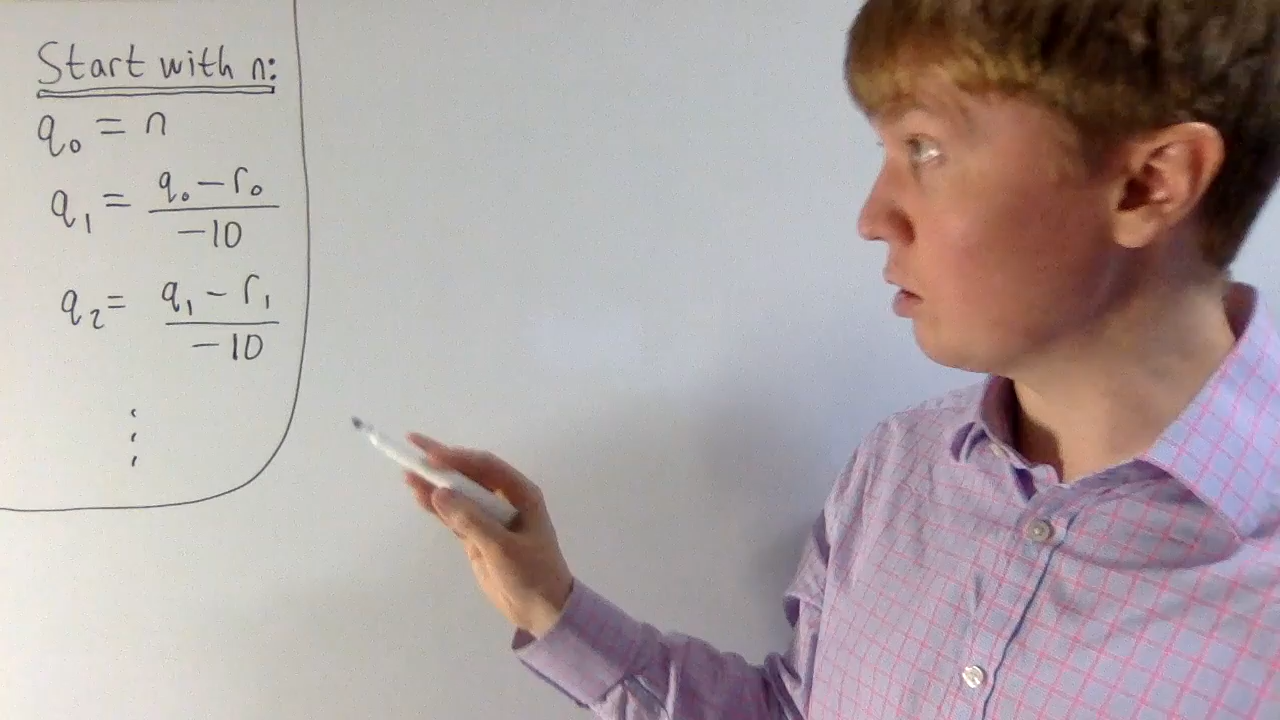 Start with n:
q₀ = n
q₁ = (q₀ − r₀) / −10
q₂ = (q₁ − r₁) / −10
⋮